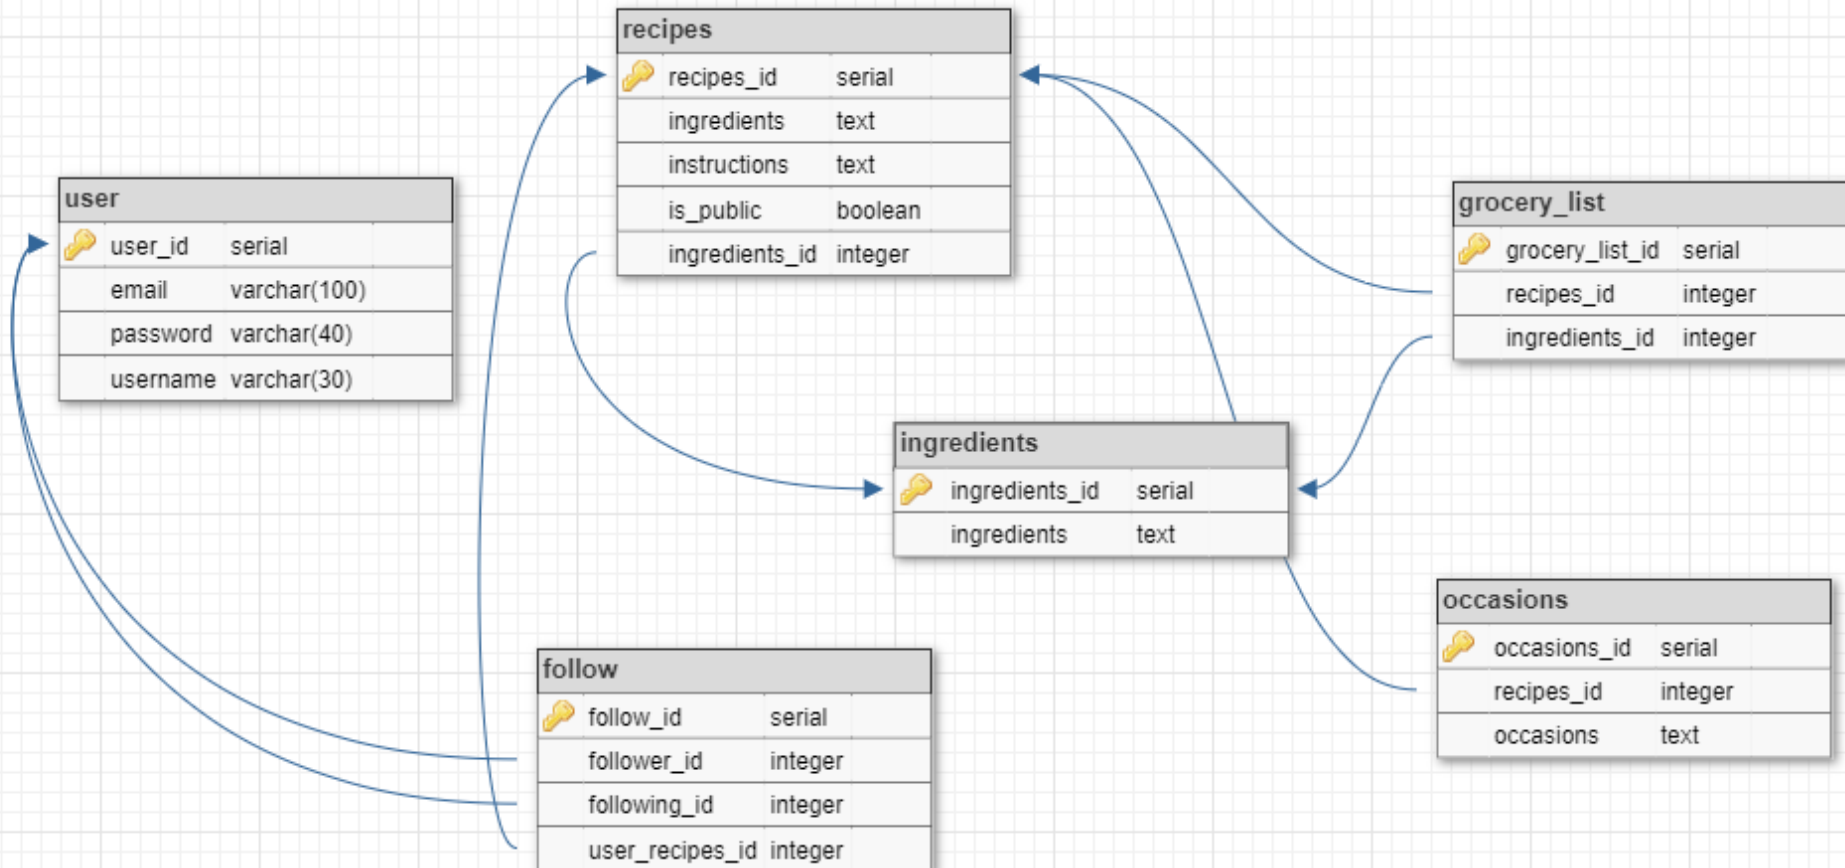 recipes
recipes_id serial
ingredients text
instructions text
is_public boolean
ingredients_id integer
user
user_id serial
email varchar(100)
password varchar(40)
username varchar(30)
grocery_list
grocery_list_id serial
recipes_id integer
ingredients_id integer
ingredients
ingredients_id serial
ingredients text
occasions
occasions_id serial
recipes_id integer
occasions text
follow
follow_id serial
follower_id integer
following_id integer
user_recipes_id integer